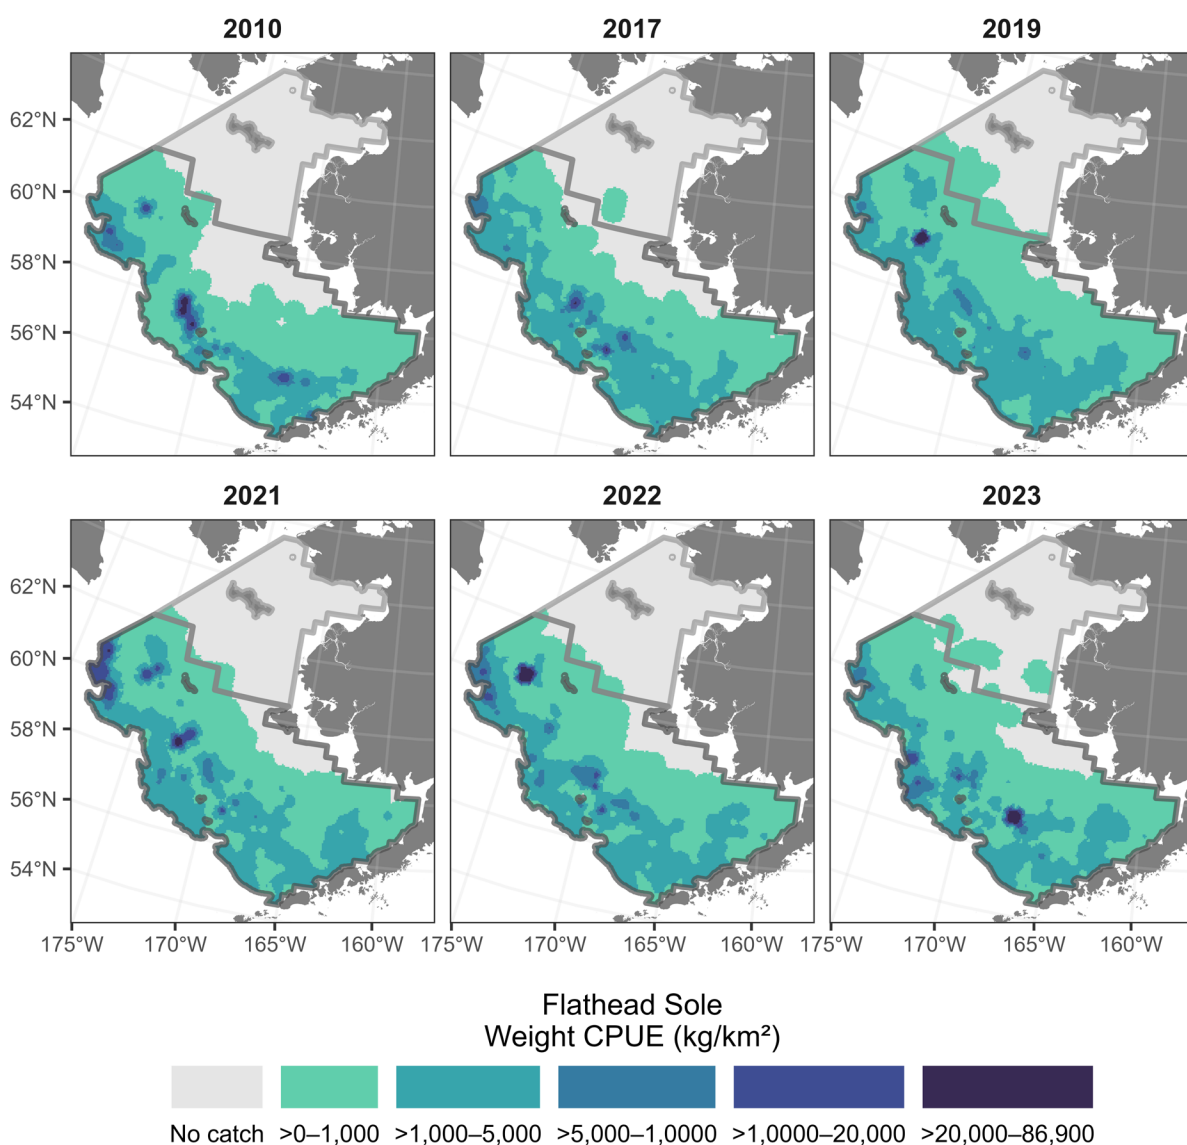 2010 2017 2019
62°N
60°N
58°N
56°N
54°N
2021 2022 2023
62°N
60°N
58°N
56°N
54°N
175°W 170°W 165°W 160°W 175°W 170°W 165°W 160°W 175°W 170°W 165°W 160°W
Flathead Sole
Weight CPUE (kg/km²)
No catch >0–1,000 >1,000–5,000 >5,000–1,0000 >1,0000–20,000 >20,000–86,900